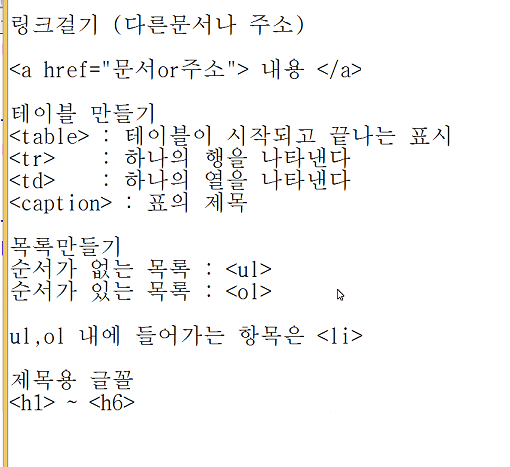 링크걸기 (다른문서나 주소)
<a href="문서or주소"> 내용 </a>
테이블 만들기
<table> : 테이블이 시작되고 끝나는 표시
<tr> : 하나의 행을 나타낸다
<td> : 하나의 열을 나타낸다
<caption> : 표의 제목
목록만들기
순서가 없는 목록 : <ul>
순서가 있는 목록 : <ol>
ul,ol 내에 들어가는 항목은 <li>
제목용 글꼴
<h1> ~ <h6>